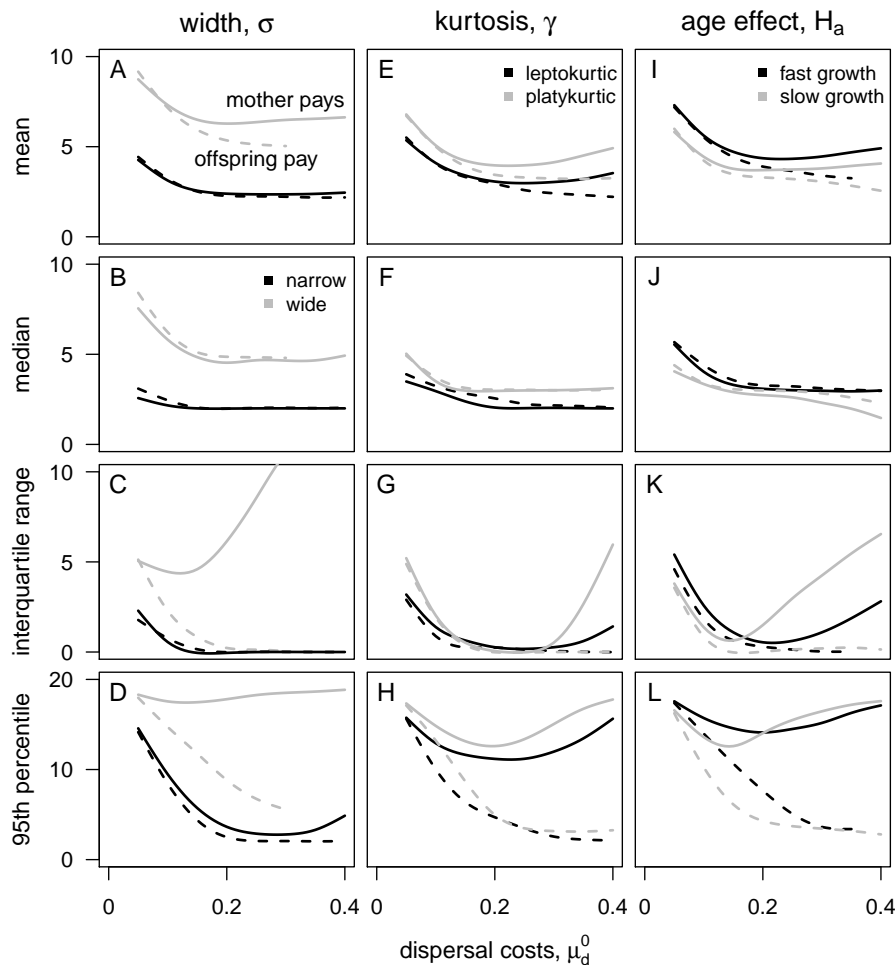 width, σ
kurtosis, γ
age effect, Hₐ
mean
10
5
0
A
mother pays
offspring pay
E
leptokurtic
platykurtic
I
fast growth
slow growth
median
10
5
0
B
narrow
wide
F
J
interquartile range
10
5
0
C
G
K
95th percentile
20
10
0
D
H
L
0 0.2 0.4 0 0.2 0.4 0 0.2 0.4
dispersal costs, μ⁰d